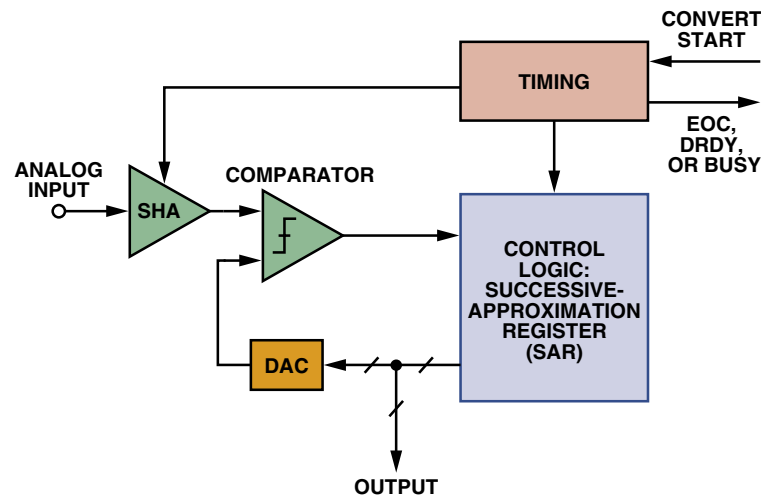 CONVERT
START
TIMING
EOC,
DRDY,
OR BUSY
ANALOG
INPUT
SHA
COMPARATOR
CONTROL
LOGIC:
SUCCESSIVE-
APPROXIMATION
REGISTER
(SAR)
DAC
OUTPUT